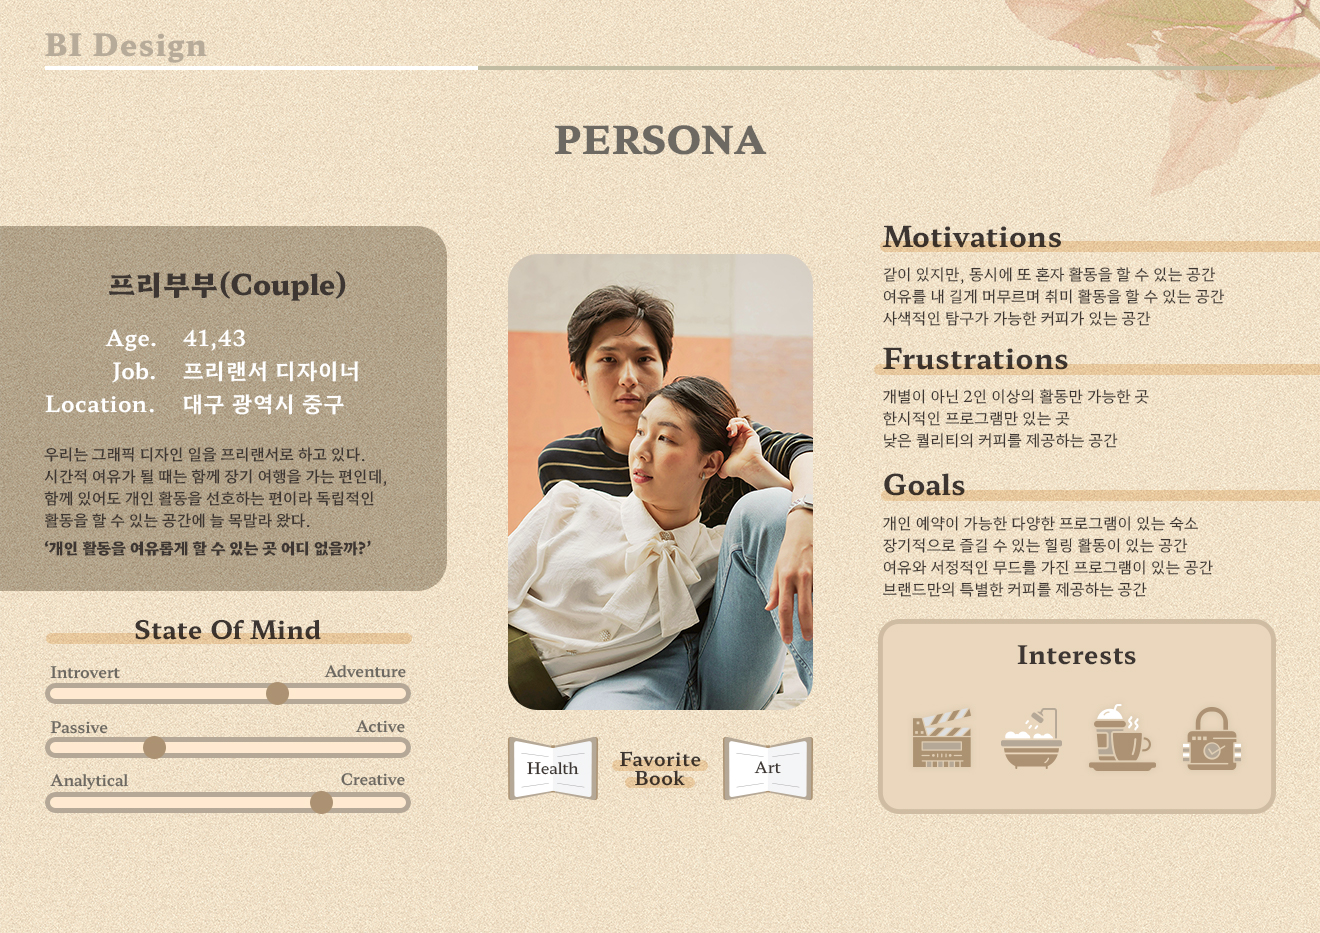 BI Design
PERSONA
프리부부(Couple)
Age. 41,43
Job. 프리랜서 디자이너
Location. 대구 광역시 중구
우리는 그래픽 디자인 일을 프리랜서로 하고 있다.
시간적 여유가 될 때는 함께 장기 여행을 가는 편인데,
함께 있어도 개인 활동을 선호하는 편이라 독립적인
활동을 할 수 있는 공간에 늘 목말라 왔다.
‘개인 활동을 여유롭게 할 수 있는 곳 어디 없을까?’
State Of Mind
Introvert Adventure
Passive Active
Analytical Creative
Health
Favorite
Book
Art
Motivations
같이 있지만, 동시에 또 혼자 활동을 할 수 있는 공간
여유를 내 길게 머무르며 취미 활동을 할 수 있는 공간
사색적인 탐구가 가능한 커피가 있는 공간
Frustrations
개별이 아닌 2인 이상의 활동만 가능한 곳
한시적인 프로그램만 있는 곳
낮은 퀄리티의 커피를 제공하는 공간
Goals
개인 예약이 가능한 다양한 프로그램이 있는 숙소
장기적으로 즐길 수 있는 힐링 활동이 있는 공간
여유와 서정적인 무드를 가진 프로그램이 있는 공간
브랜드만의 특별한 커피를 제공하는 공간
Interests